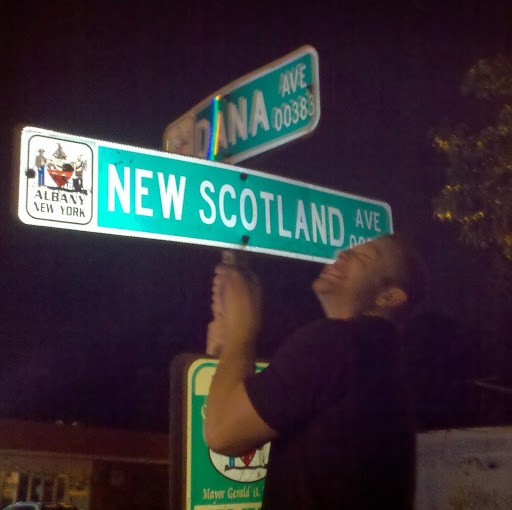 DANA AVE
00383
ALBANY
NEW YORK
NEW SCOTLAND AVE
Mayor Gerald D.